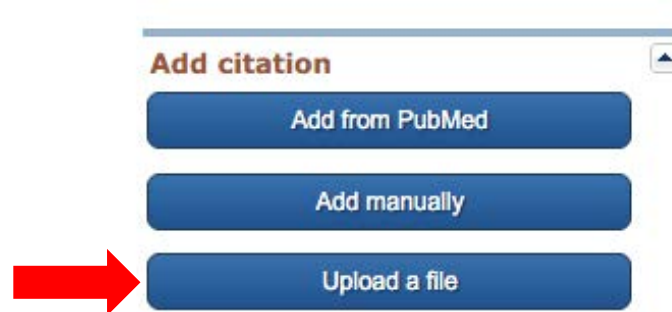 Add citation
Add from PubMed
Add manually
Upload a file